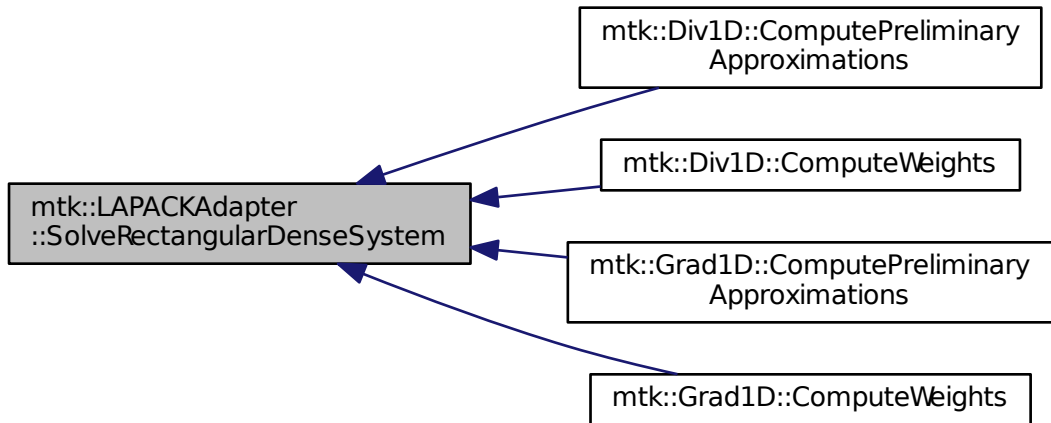 mtk::Div1D::ComputePreliminary
Approximations
mtk::Div1D::ComputeWeights
mtk::LAPACKAdapter
::SolveRectangularDenseSystem
mtk::Grad1D::ComputePreliminary
Approximations
mtk::Grad1D::ComputeWeights